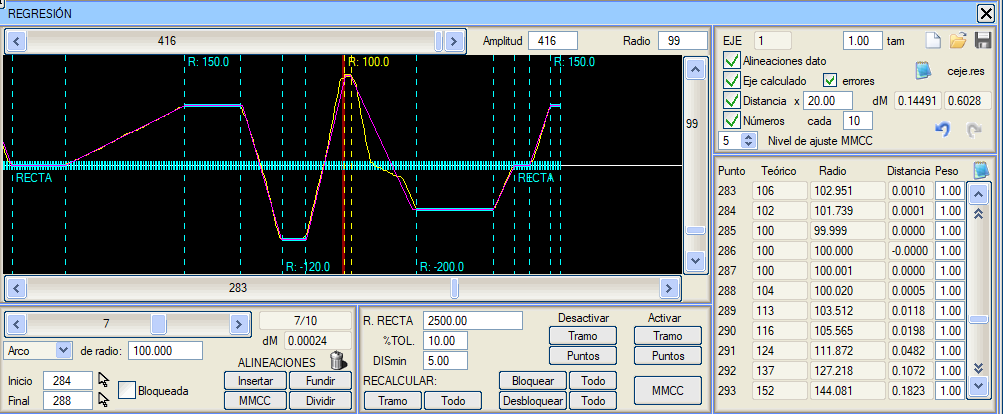 REGRESIÓN
416 Amplitud 416 Radio 99
R: 150.0 R: 100.0 R: 150.0
99
RECTA RECTA
R: -120.0 R: -200.0
283
EJE 1 1.00 tam
Alineaciones dato
Eje calculado errores ceje.res
Distancia x 20.00 dM 0.14491 0.6028
Números cada 10
5 Nivel de ajuste MMCC
Punto Teórico Radio Distancia Peso
283 106 102.951 0.0010 1.00
284 102 101.739 0.0001 1.00
285 100 99.999 0.0000 1.00
286 100 100.000 -0.0000 1.00
287 100 100.001 0.0000 1.00
288 104 100.020 0.0005 1.00
289 113 103.512 0.0118 1.00
290 116 105.565 0.0198 1.00
291 124 111.872 0.0482 1.00
292 137 127.218 0.1072 1.00
293 152 144.081 0.1823 1.00
7 7/10
dM 0.00024
Arco de radio: 100.000
ALINEACIONES
Inicio 284 Bloqueada Insertar Fundir
Final 288 MMCC Dividir
R. RECTA 2500.00 Desactivar Activar
%TOL. 10.00 Tramo Tramo
DISmin 5.00 Puntos Puntos
RECALCULAR: Bloquear Todo MMCC
Tramo Todo Desbloquear Todo